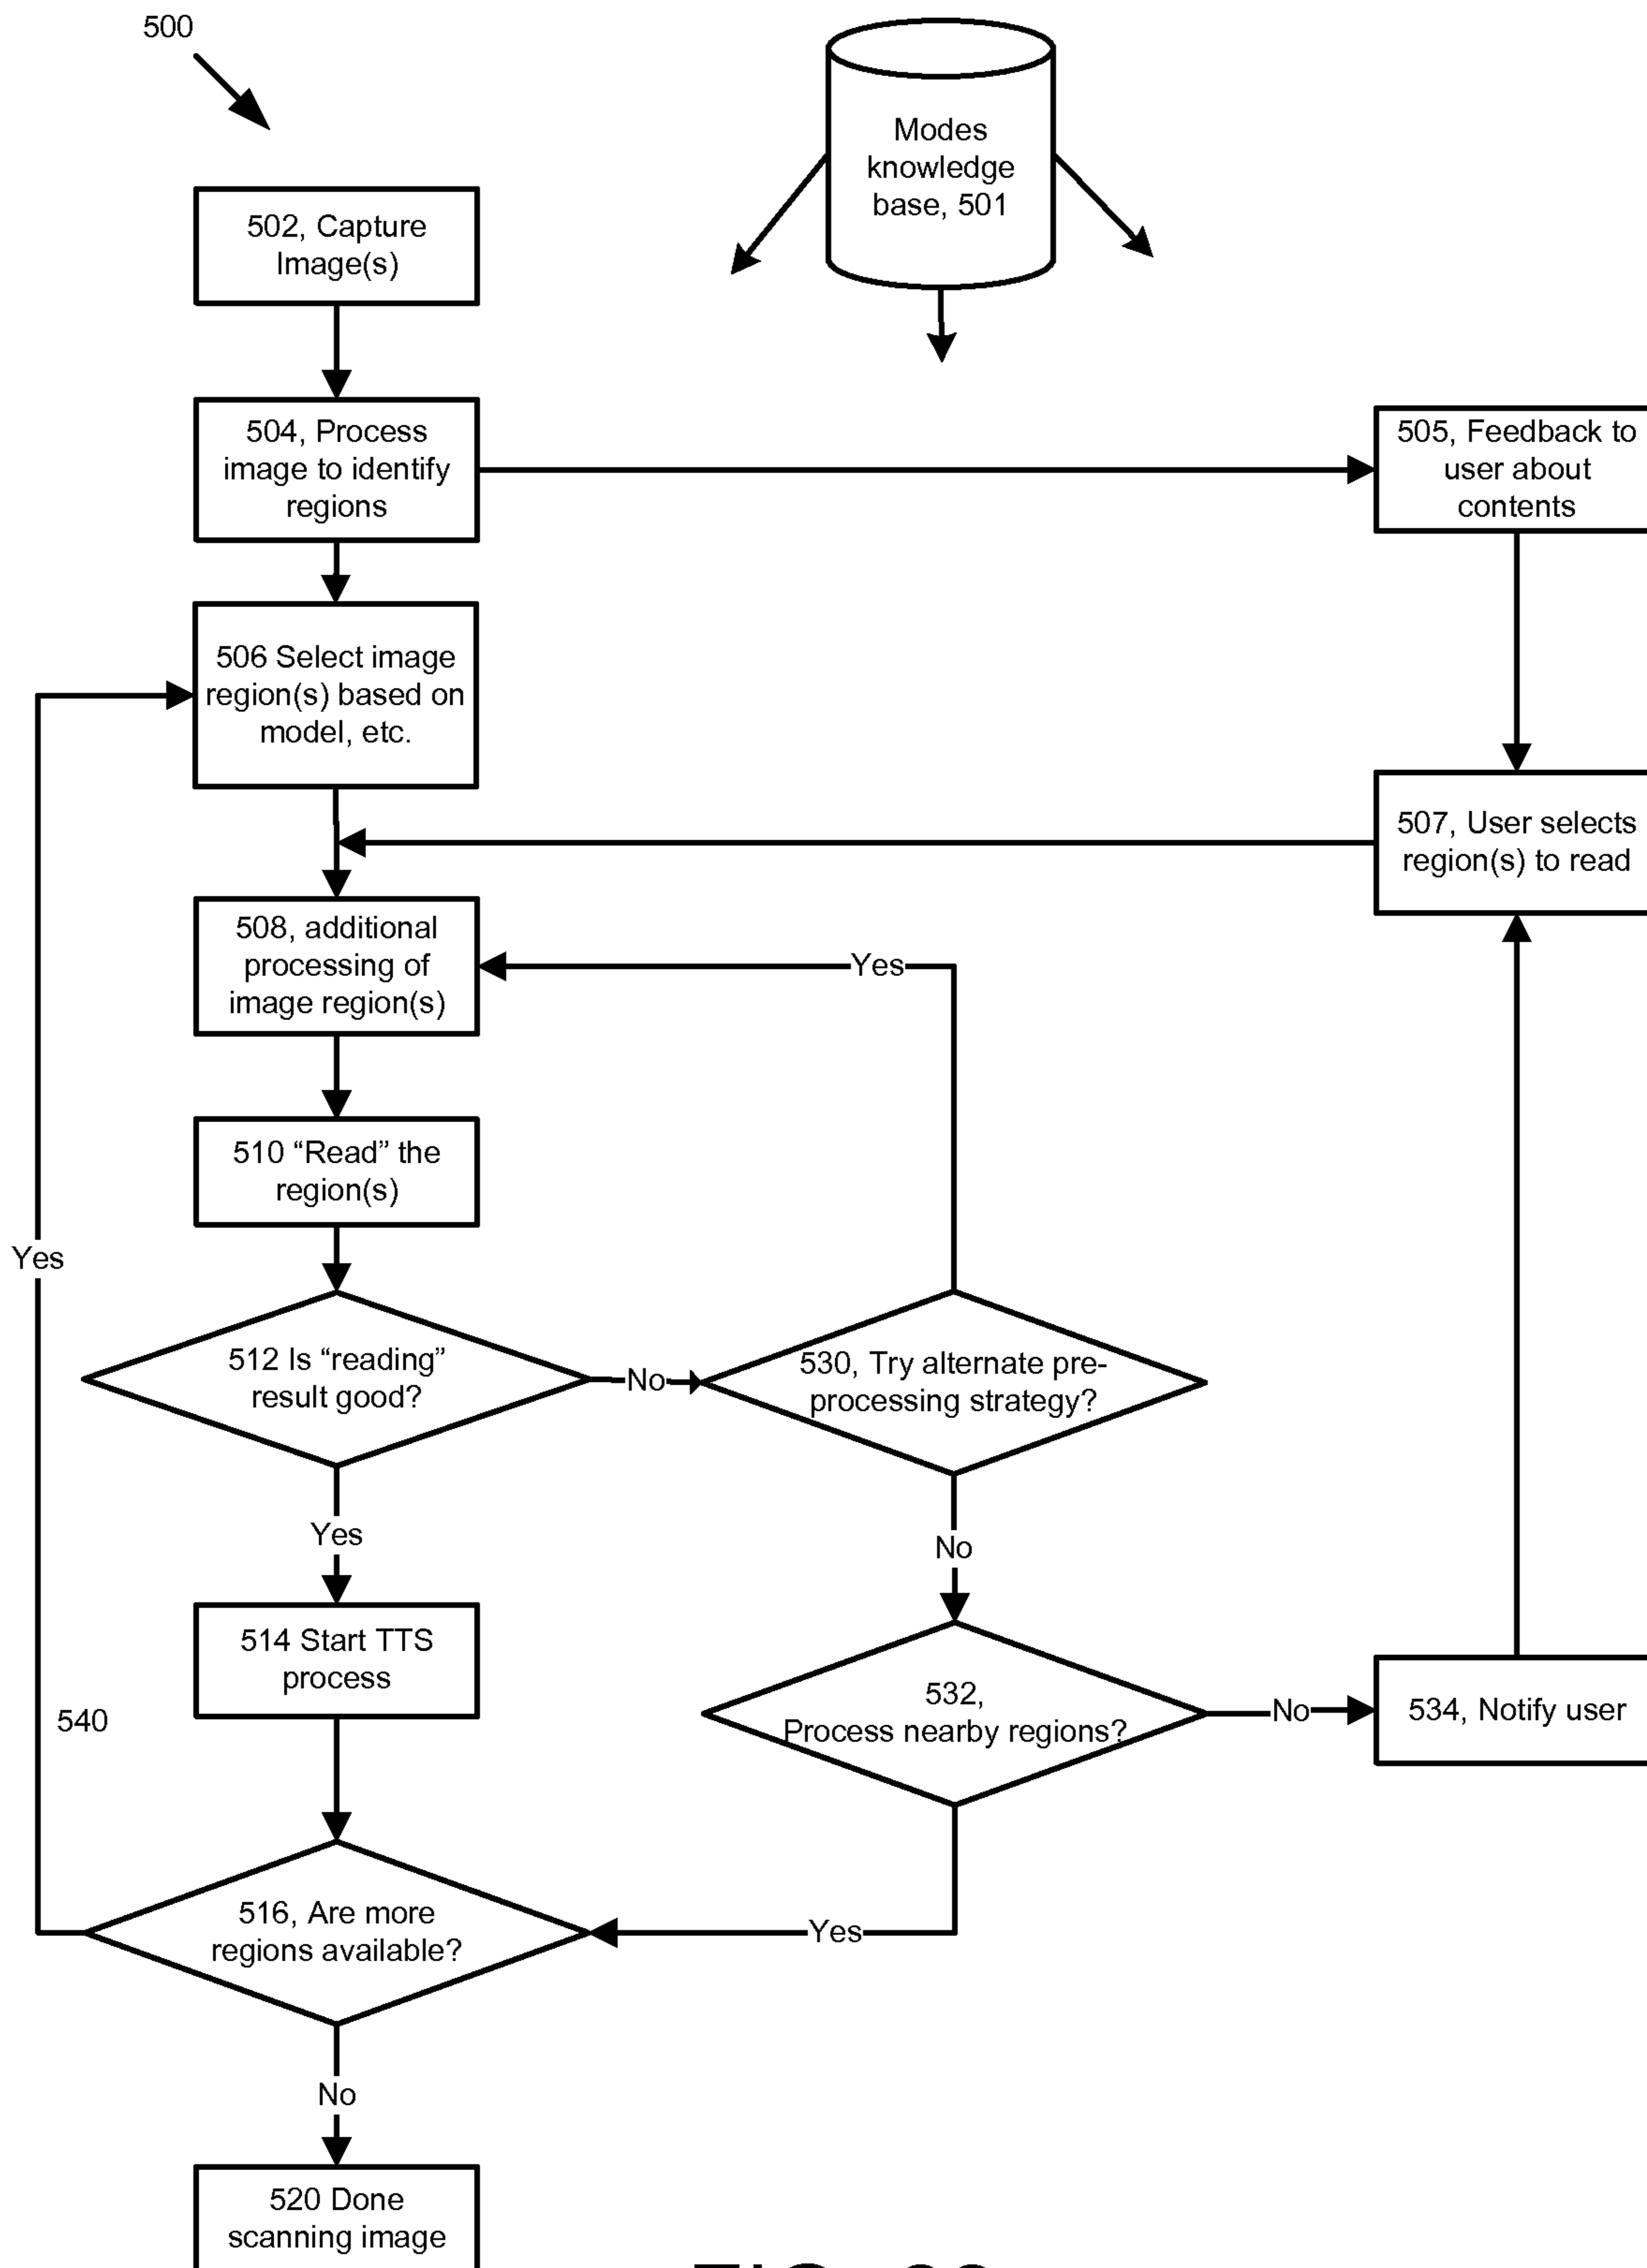 500
Modes
knowledge
base, 501
502, Capture
Image(s)
504, Process
image to identify
regions
505, Feedback to
user about
contents
506 Select image
region(s) based on
model, etc.
507, User selects
region(s) to read
508, additional
processing of
image region(s)
Yes
510 “Read” the
region(s)
Yes
512 Is “reading”
result good?
No
530, Try alternate pre-
processing strategy?
Yes
No
514 Start TTS
process
532,
Process nearby regions?
No
534, Notify user
540
516, Are more
regions available?
Yes
No
520 Done
scanning image